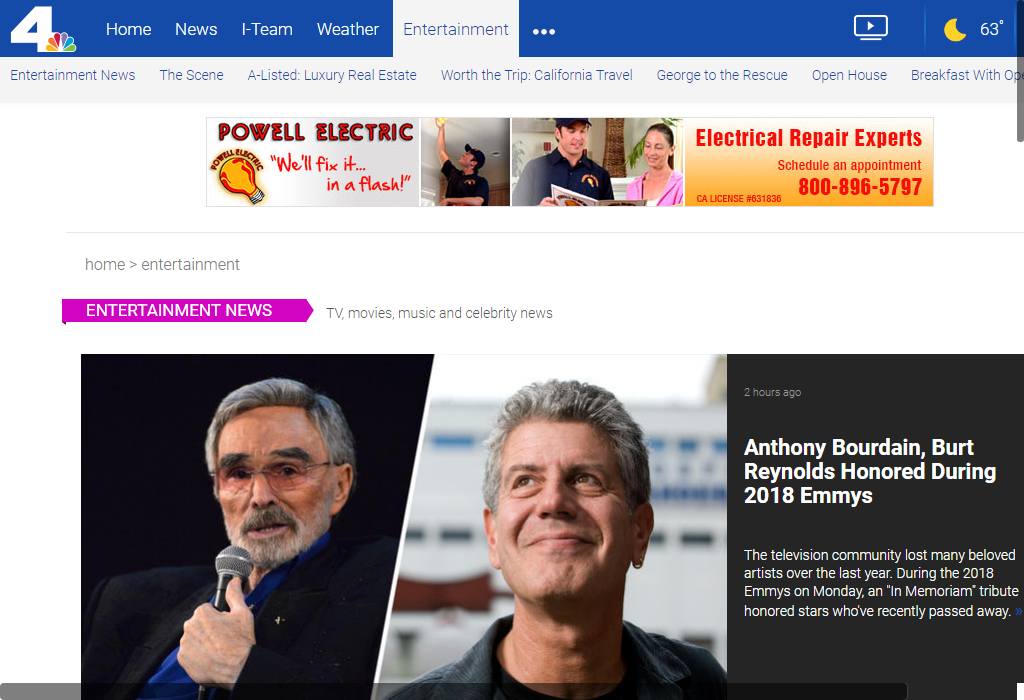 4
Home News I-Team Weather Entertainment •••
63°
Entertainment News The Scene A-Listed: Luxury Real Estate Worth the Trip: California Travel George to the Rescue Open House Breakfast With Ope
POWELL ELECTRIC
POWELL ELECTRIC
"We'll fix it...
in a flash!"
Electrical Repair Experts
Schedule an appointment
800-896-5797
CA LICENSE #631836
home > entertainment
ENTERTAINMENT NEWS
TV, movies, music and celebrity news
2 hours ago
Anthony Bourdain, Burt
Reynolds Honored During
2018 Emmys
The television community lost many beloved
artists over the last year. During the 2018
Emmys on Monday, an "In Memoriam" tribute
honored stars who've recently passed away. »